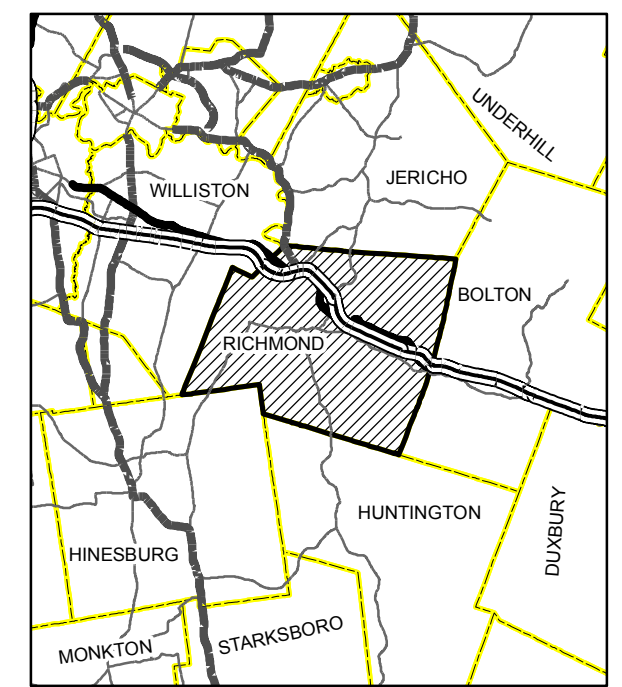 UNDERHILL
JERICHO
WILLISTON
BOLTON
RICHMOND
HUNTINGTON
DUXBURY
HINESBURG
STARKSBORO
MONKTON